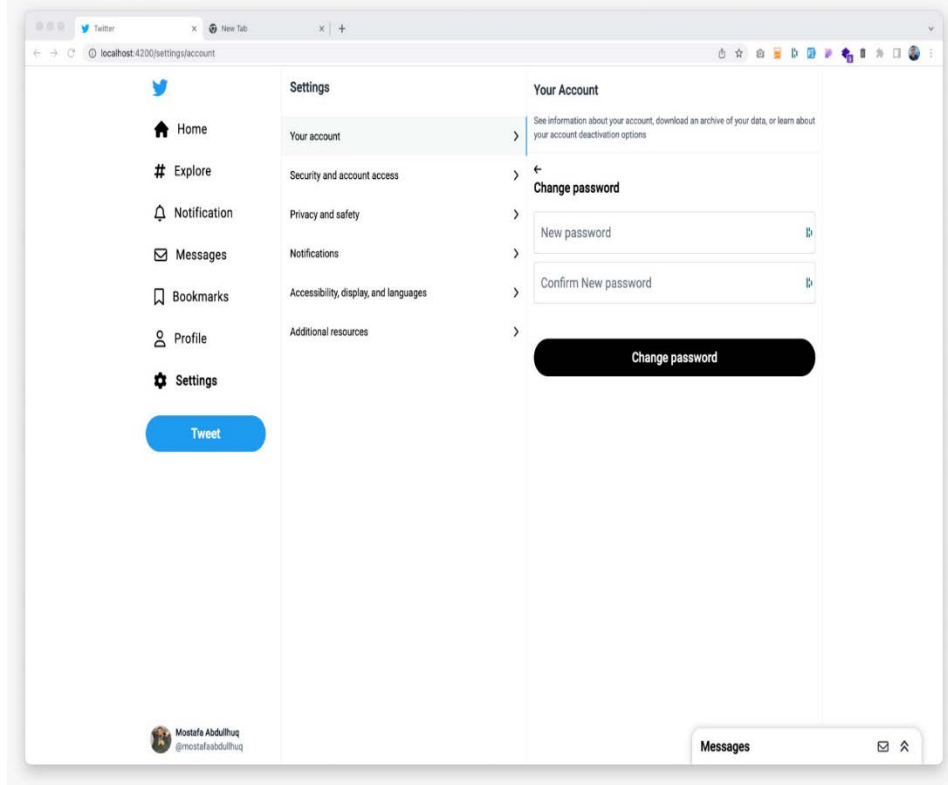 Twitter
New Tab
localhost:4200/settings/account
Home
Explore
Notification
Messages
Bookmarks
Profile
Settings
Tweet
Mostafa Abdullhuq
@mostafaabdullhuq
Settings
Your account
Security and account access
Privacy and safety
Notifications
Accessibility, display, and languages
Additional resources
Your Account
See information about your account, download an archive of your data, or learn about
your account deactivation options
Change password
New password
Confirm New password
Change password
Messages